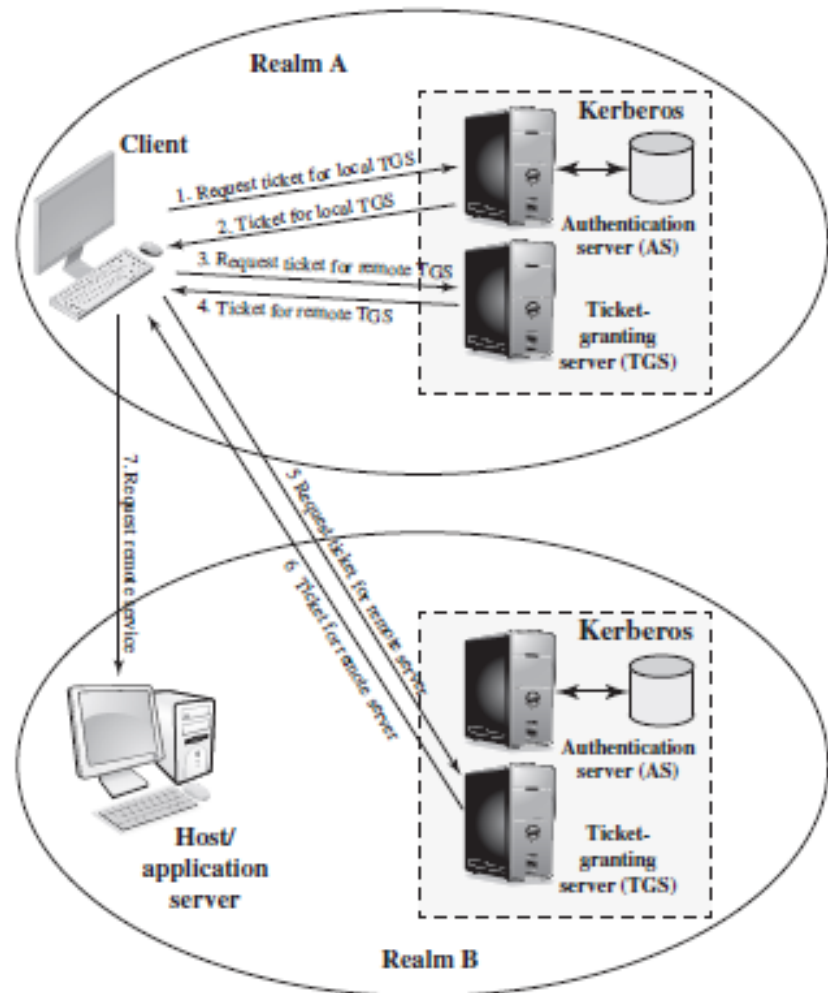 Realm A
Kerberos
Client
1. Request ticket for local TGS
2. Ticket for local TGS
Authentication
server (AS)
3. Request ticket for remote TGS
4. Ticket for remote TGS
Ticket-
granting
server (TGS)
7. Request remote service
5 Request ticket for remote server
6. Ticket for remote server
Kerberos
Authentication
server (AS)
Host/
application
server
Ticket-
granting
server (TGS)
Realm B